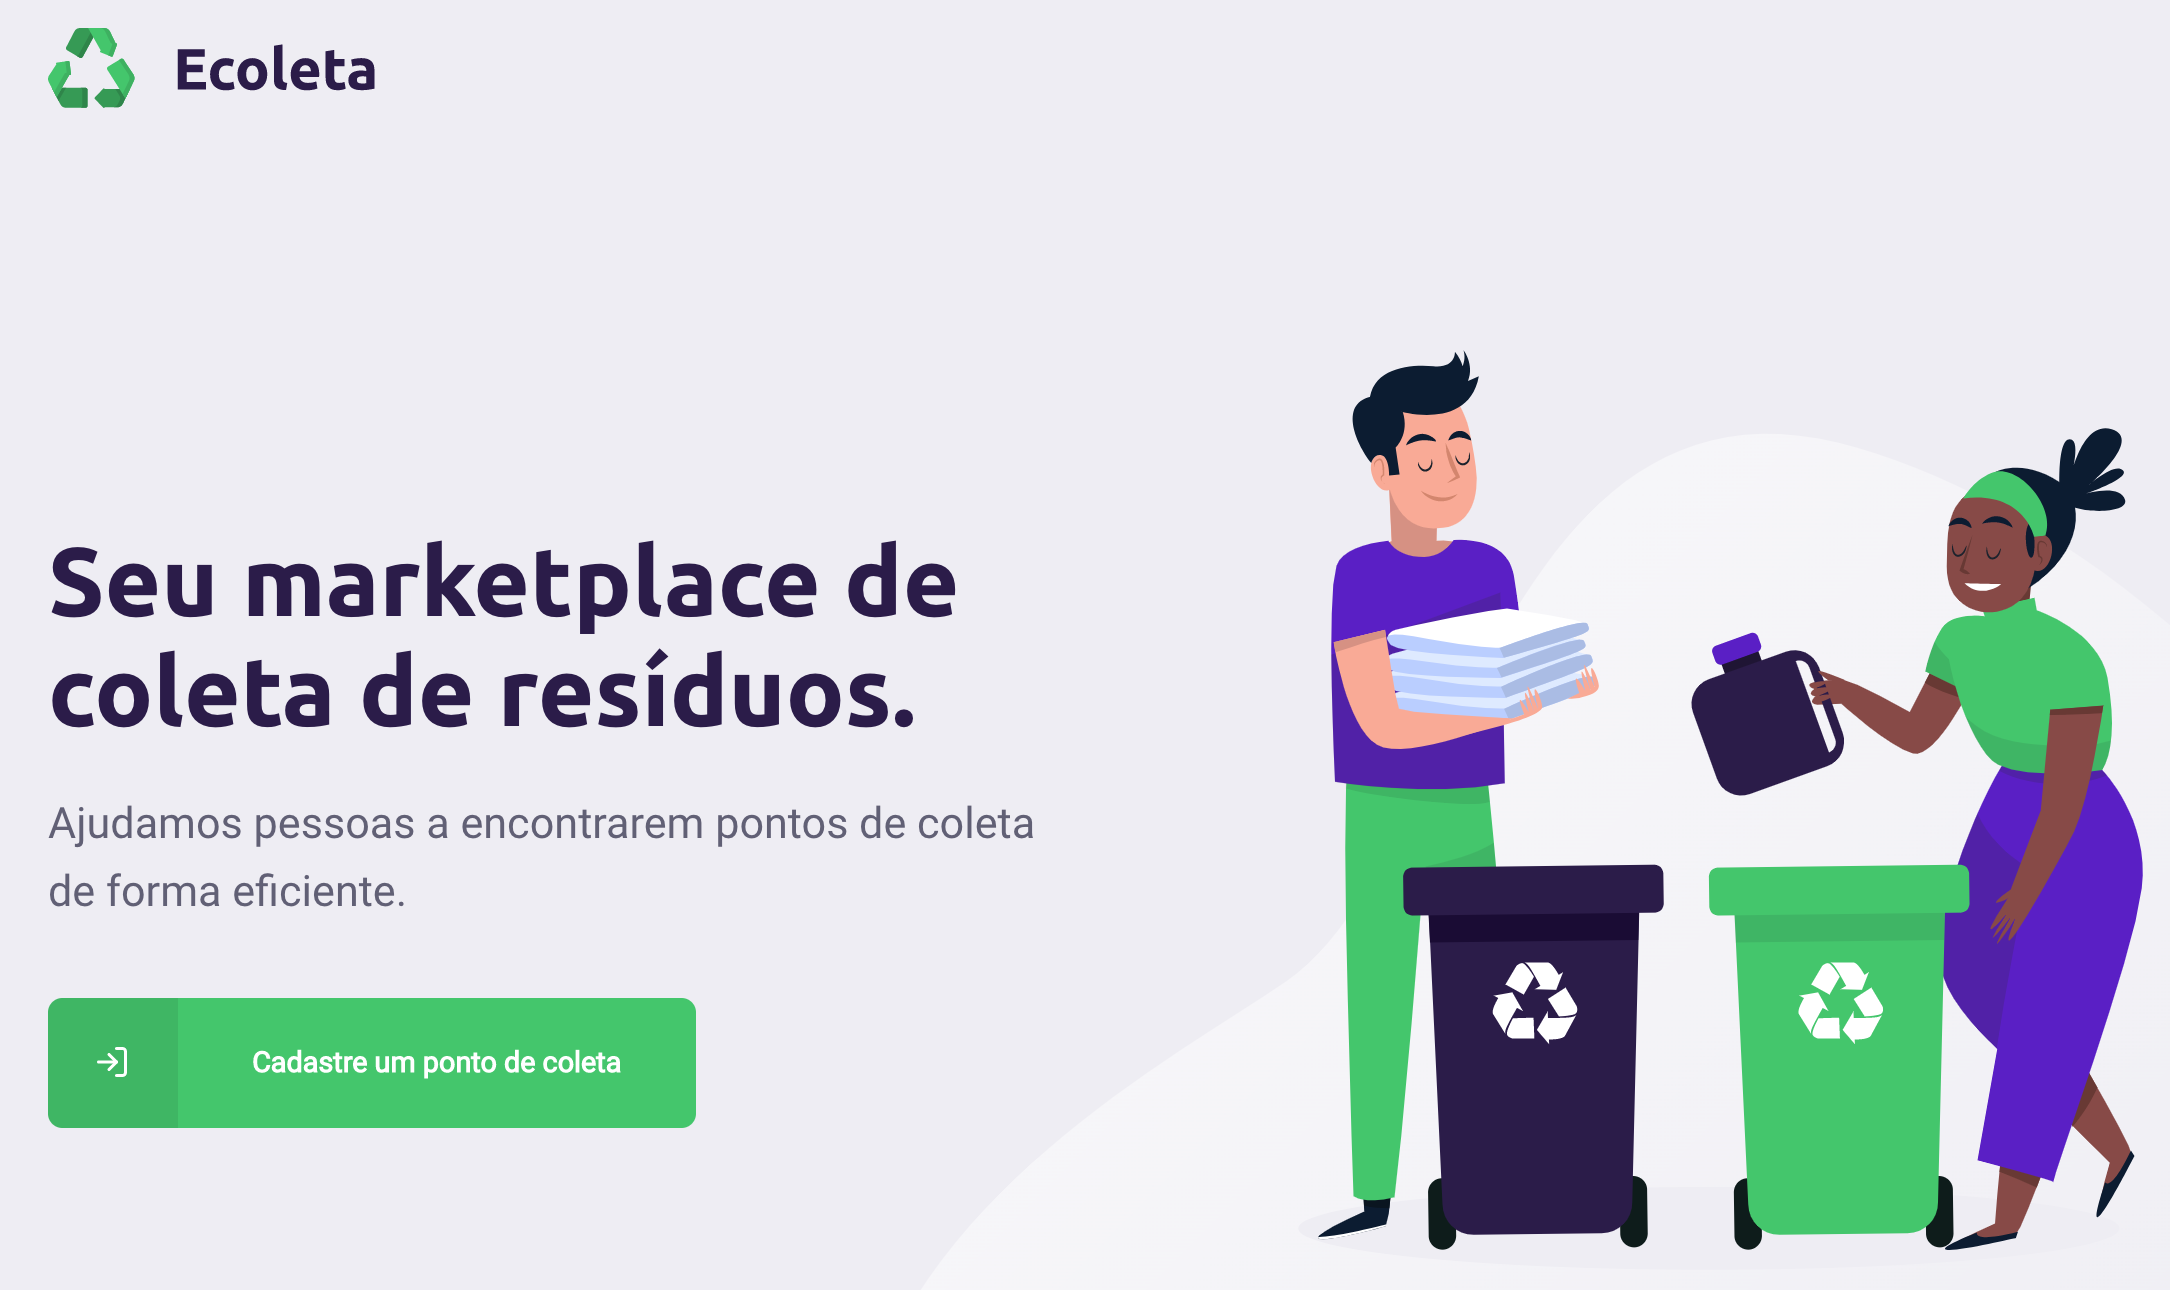 Ecoleta
Seu marketplace de
coleta de resíduos.
Ajudamos pessoas a encontrarem pontos de coleta
de forma eficiente.
Cadastre um ponto de coleta